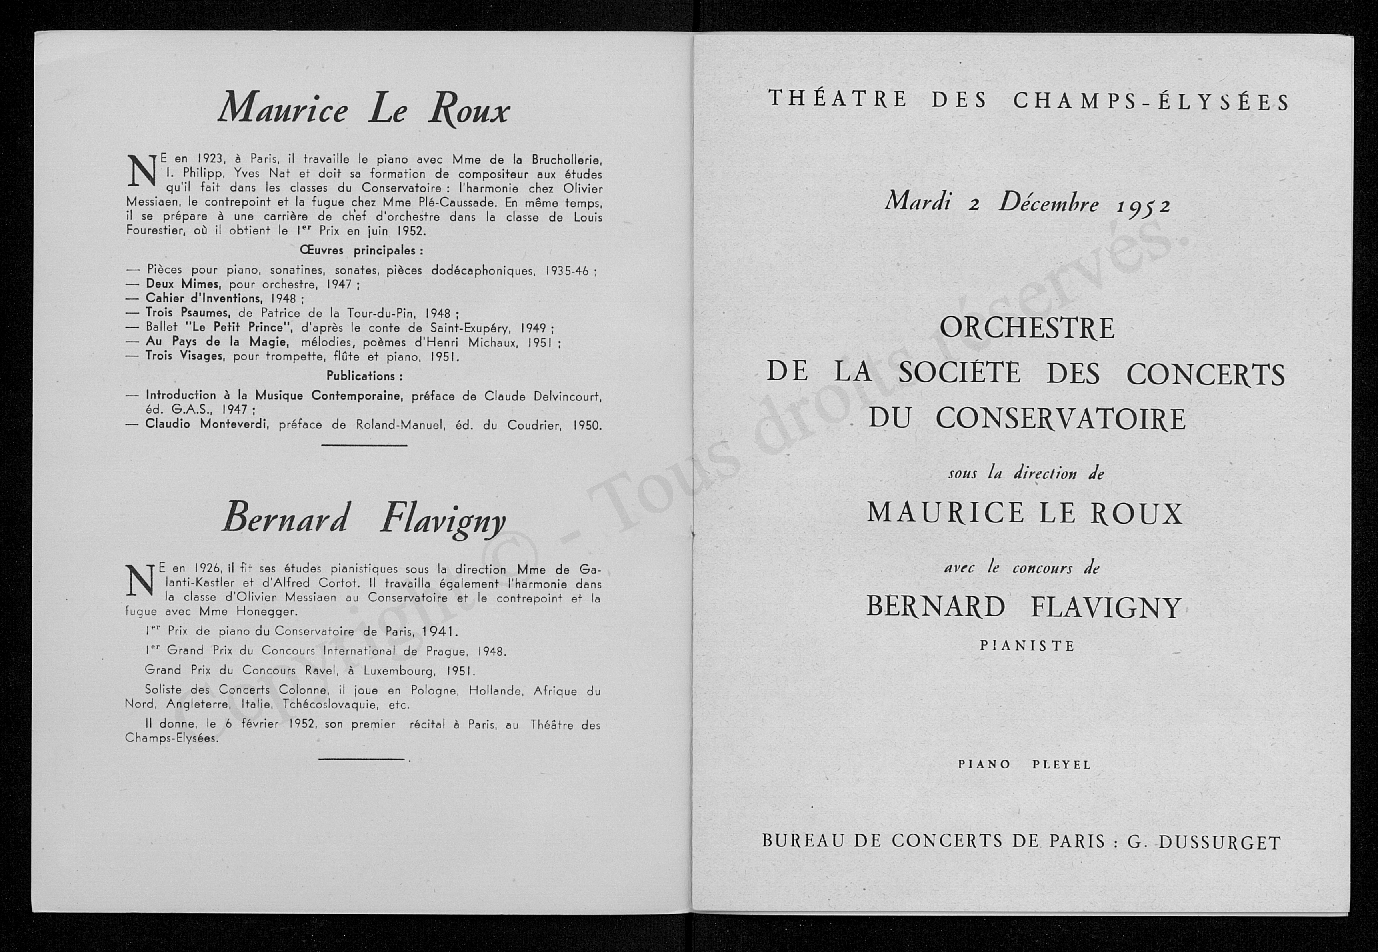 Maurice Le Roux
NE en 1923, à Paris, il travaille le piano avec Mme de la Bruchollerie,
I. Philipp, Yves Nat et doit sa formation de compositeur aux études
qu'il fait dans les classes du Conservatoire : l'harmonie chez Olivier
Messiaen, le contrepoint et la fugue chez Mme Plé-Caussade. En même temps,
il se prépare à une carrière de chef d'orchestre dans la classe de Louis
Fourestier, où il obtient le 1er Prix en juin 1952.
Œuvres principales :
— Pièces pour piano, sonatines, sonates, pièces dodécaphoniques, 1935-46 ;
— Deux Mimes, pour orchestre, 1947 ;
— Cahier d'Inventions, 1948 ;
— Trois Psaumes, de Patrice de la Tour-du-Pin, 1948 ;
— Ballet "Le Petit Prince", d'après le conte de Saint-Exupéry, 1949 ;
— Au Pays de la Magie, mélodies, poèmes d'Henri Michaux, 1951 ;
— Trois Visages, pour trompette, flûte et piano, 1951.
Publications :
— Introduction à la Musique Contemporaine, préface de Claude Delvincourt,
éd. G.A.S., 1947 ;
— Claudio Monteverdi, préface de Roland-Manuel, éd. du Coudrier, 1950.
Bernard Flavigny
NE en 1926, il fit ses études pianistiques sous la direction Mme de Ga-
lanti-Kastler et d'Alfred Cortot. Il travailla également l'harmonie dans
la classe d'Olivier Messiaen au Conservatoire et le contrepoint et la
fugue avec Mme Honegger.
1er Prix de piano du Conservatoire de Paris, 1941.
1er Grand Prix du Concours International de Prague, 1948.
Grand Prix du Concours Ravel, à Luxembourg, 1951.
Soliste des Concerts Colonne, il joue en Pologne, Hollande, Afrique du
Nord, Angleterre, Italie, Tchécoslovaquie, etc.
Il donne, le 6 février 1952, son premier récital à Paris, au Théâtre des
Champs-Elysées.
THÉATRE DES CHAMPS-ÉLYSÉES
Mardi 2 Décembre 1952
ORCHESTRE
DE LA SOCIÉTÉ DES CONCERTS
DU CONSERVATOIRE
sous la direction de
MAURICE LE ROUX
avec le concours de
BERNARD FLAVIGNY
PIANISTE
PIANO PLEYEL
BUREAU DE CONCERTS DE PARIS : G. DUSSURGET
Copyright © - Tous droits réservés.